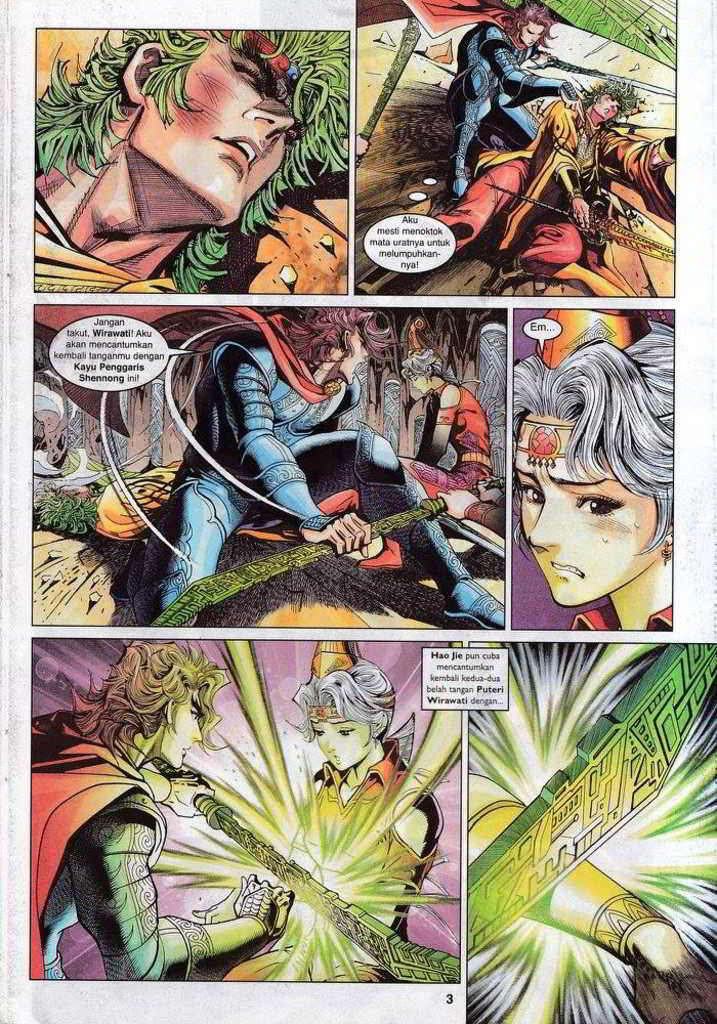 Aku
mesti menoktok
mata uratnya untuk
melumpuhkan-
nya!
Jangan
takut, Wirawati! Aku
akan mencantumkan
kembali tanganmu dengan
Kayu Penggaris
Shennong ini!
Em...
Hao Jie pun cuba
mencantumkan
kembali kedua-dua
belah tangan Puteri
Wirawati dengan...
3